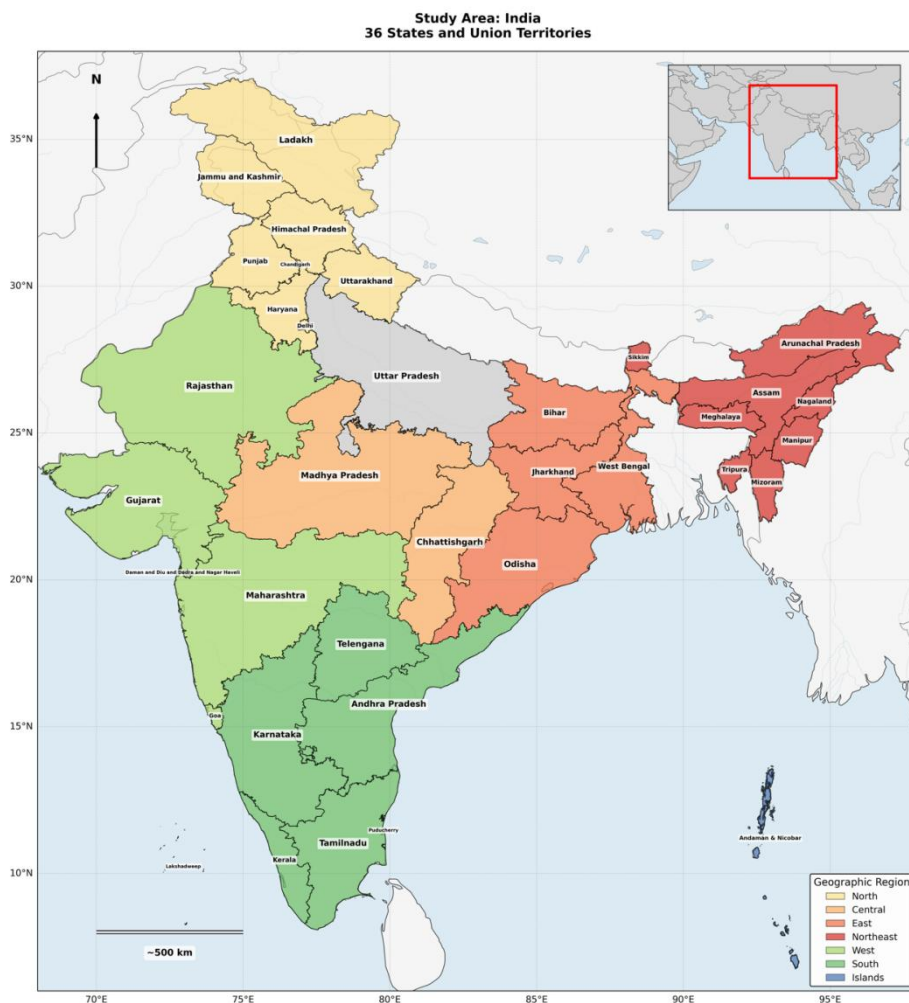 Study Area: India
36 States and Union Territories
N
35°N
30°N
25°N
20°N
15°N
10°N
70°E
75°E
80°E
85°E
90°E
95°E
Ladakh
Jammu and Kashmir
Himachal Pradesh
Punjab
Chandigarh
Uttarakhand
Haryana
Delhi
Rajasthan
Uttar Pradesh
Sikkim
Arunachal Pradesh
Assam
Nagaland
Meghalaya
Manipur
Tripura
Mizoram
Bihar
Jharkhand
West Bengal
Madhya Pradesh
Gujarat
Chhattishgarh
Odisha
Daman and Diu and Dadra and Nagar Haveli
Maharashtra
Telengana
Andhra Pradesh
Goa
Karnataka
Puducherry
Tamilnadu
Kerala
Lakshadweep
Andaman & Nicobar
~500 km
Geographic Region
North
Central
East
Northeast
West
South
Islands